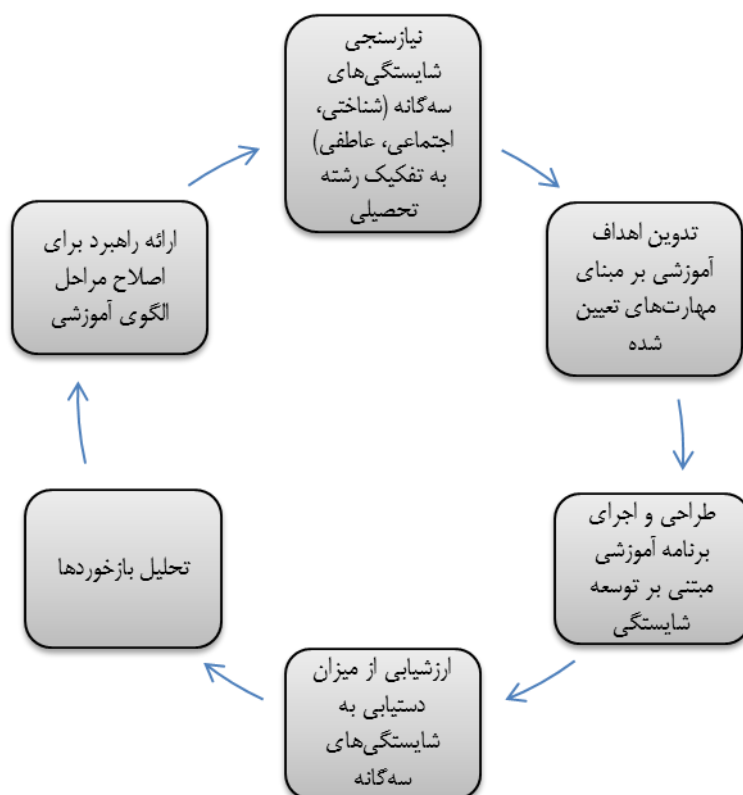 نیازسنجی
شایستگی‌های
سه‌گانه (شناختی،
اجتماعی، عاطفی)
به تفکیک رشته
تحصیلی
تدوین اهداف
آموزشی بر مبنای
مهارت‌های تعیین
شده
طراحی و اجرای
برنامه آموزشی
مبتنی بر توسعه
شایستگی
ارزشیابی از میزان
دستیابی به
شایستگی‌های
سه‌گانه
تحلیل بازخوردها
ارائه راهبرد برای
اصلاح مراحل
الگوی آموزشی